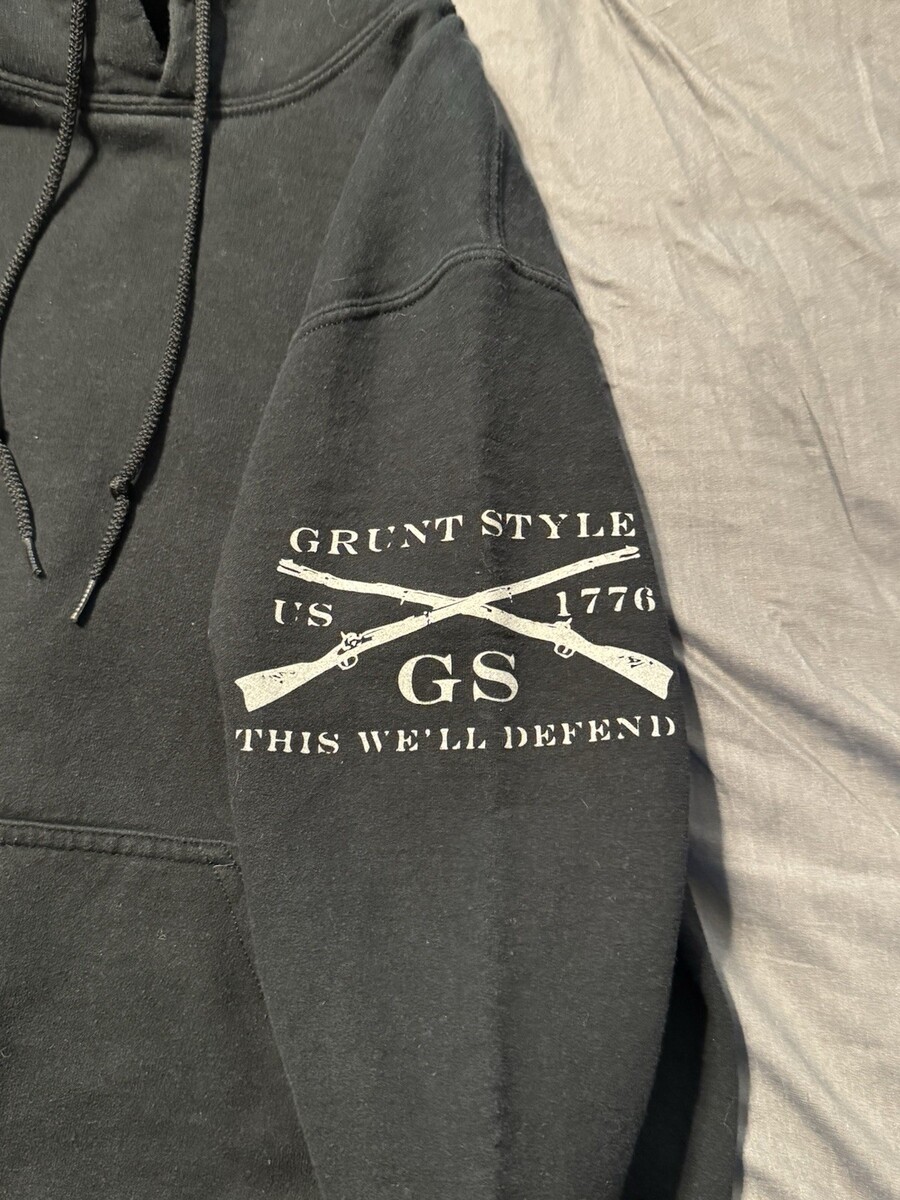 GRUNT STYLE
US 1776
GS
THIS WE'LL DEFEND